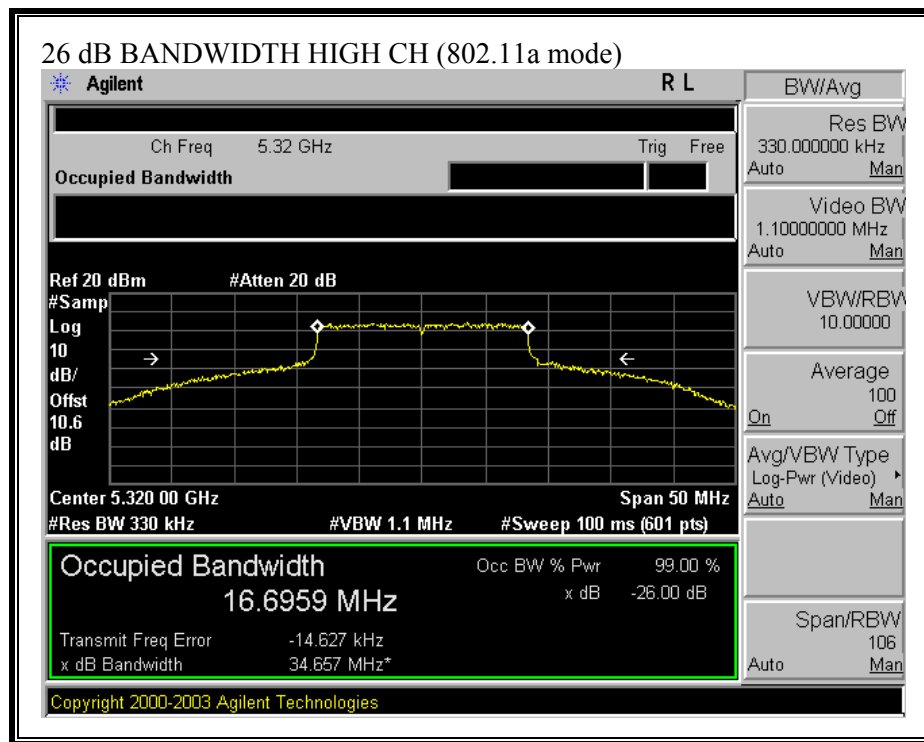 26 dB BANDWIDTH HIGH CH (802.11a mode)
Agilent
R L
BW/Avg
Ch Freq 5.32 GHz Trig Free
Occupied Bandwidth
Res BW
330.000000 kHz
Auto Man
Video BW
1.10000000 MHz
Auto Man
VBW/RBW
10.00000
Average
100
On Off
Avg/VBW Type
Log-Pwr (Video)
Auto Man
Span/RBW
106
Auto Man
Ref 20 dBm #Atten 20 dB
#Samp
Log
10
dB/
Offst
10.6
dB
Center 5.320 00 GHz Span 50 MHz
#Res BW 330 kHz #VBW 1.1 MHz #Sweep 100 ms (601 pts)
Occupied Bandwidth
16.6959 MHz
Occ BW % Pwr 99.00 %
x dB -26.00 dB
Transmit Freq Error -14.627 kHz
x dB Bandwidth 34.657 MHz*
Copyright 2000-2003 Agilent Technologies